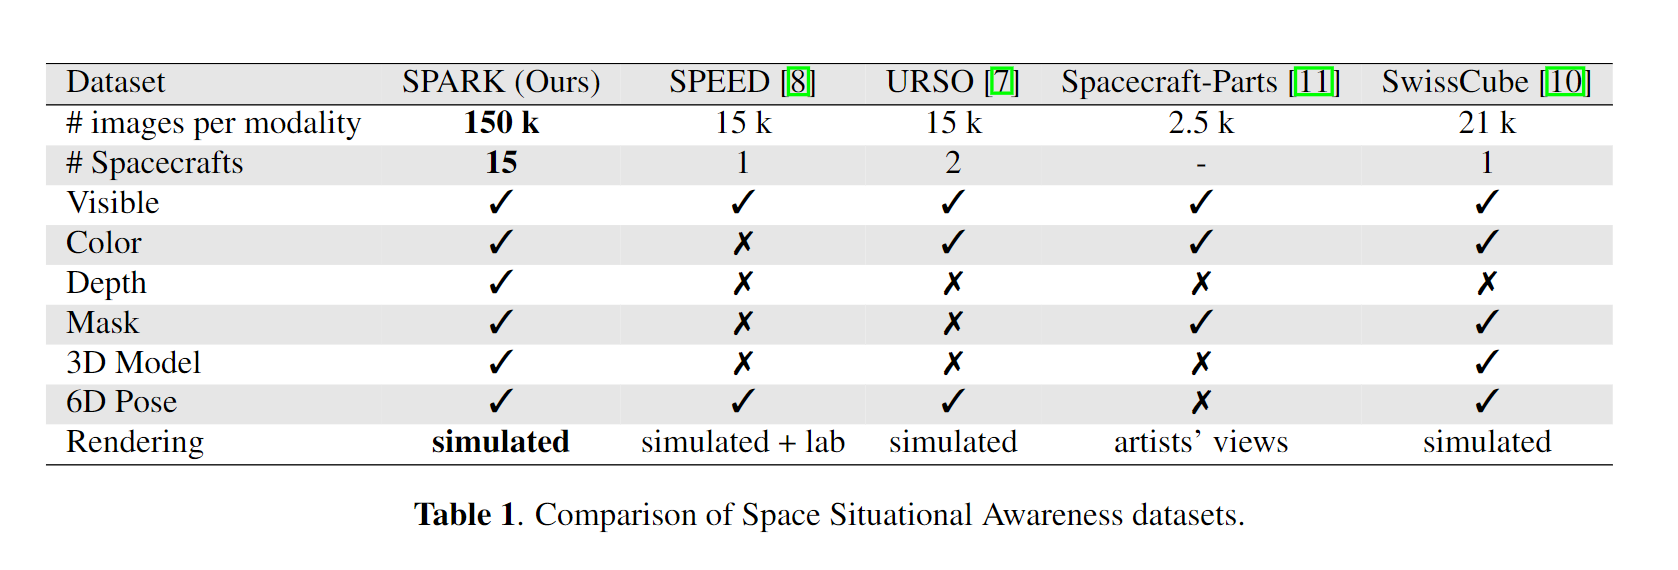 Dataset SPARK (Ours) SPEED [8] URSO [7] Spacecraft-Parts [11] SwissCube [10]
# images per modality 150 k 15 k 15 k 2.5 k 21 k
# Spacecrafts 15 1 2 - 1
Visible ✓ ✓ ✓ ✓ ✓
Color ✓ ✗ ✓ ✓ ✓
Depth ✓ ✗ ✗ ✗ ✗
Mask ✓ ✗ ✗ ✓ ✓
3D Model ✓ ✗ ✗ ✗ ✓
6D Pose ✓ ✓ ✓ ✗ ✓
Rendering simulated simulated + lab simulated artists’ views simulated
Table 1. Comparison of Space Situational Awareness datasets.